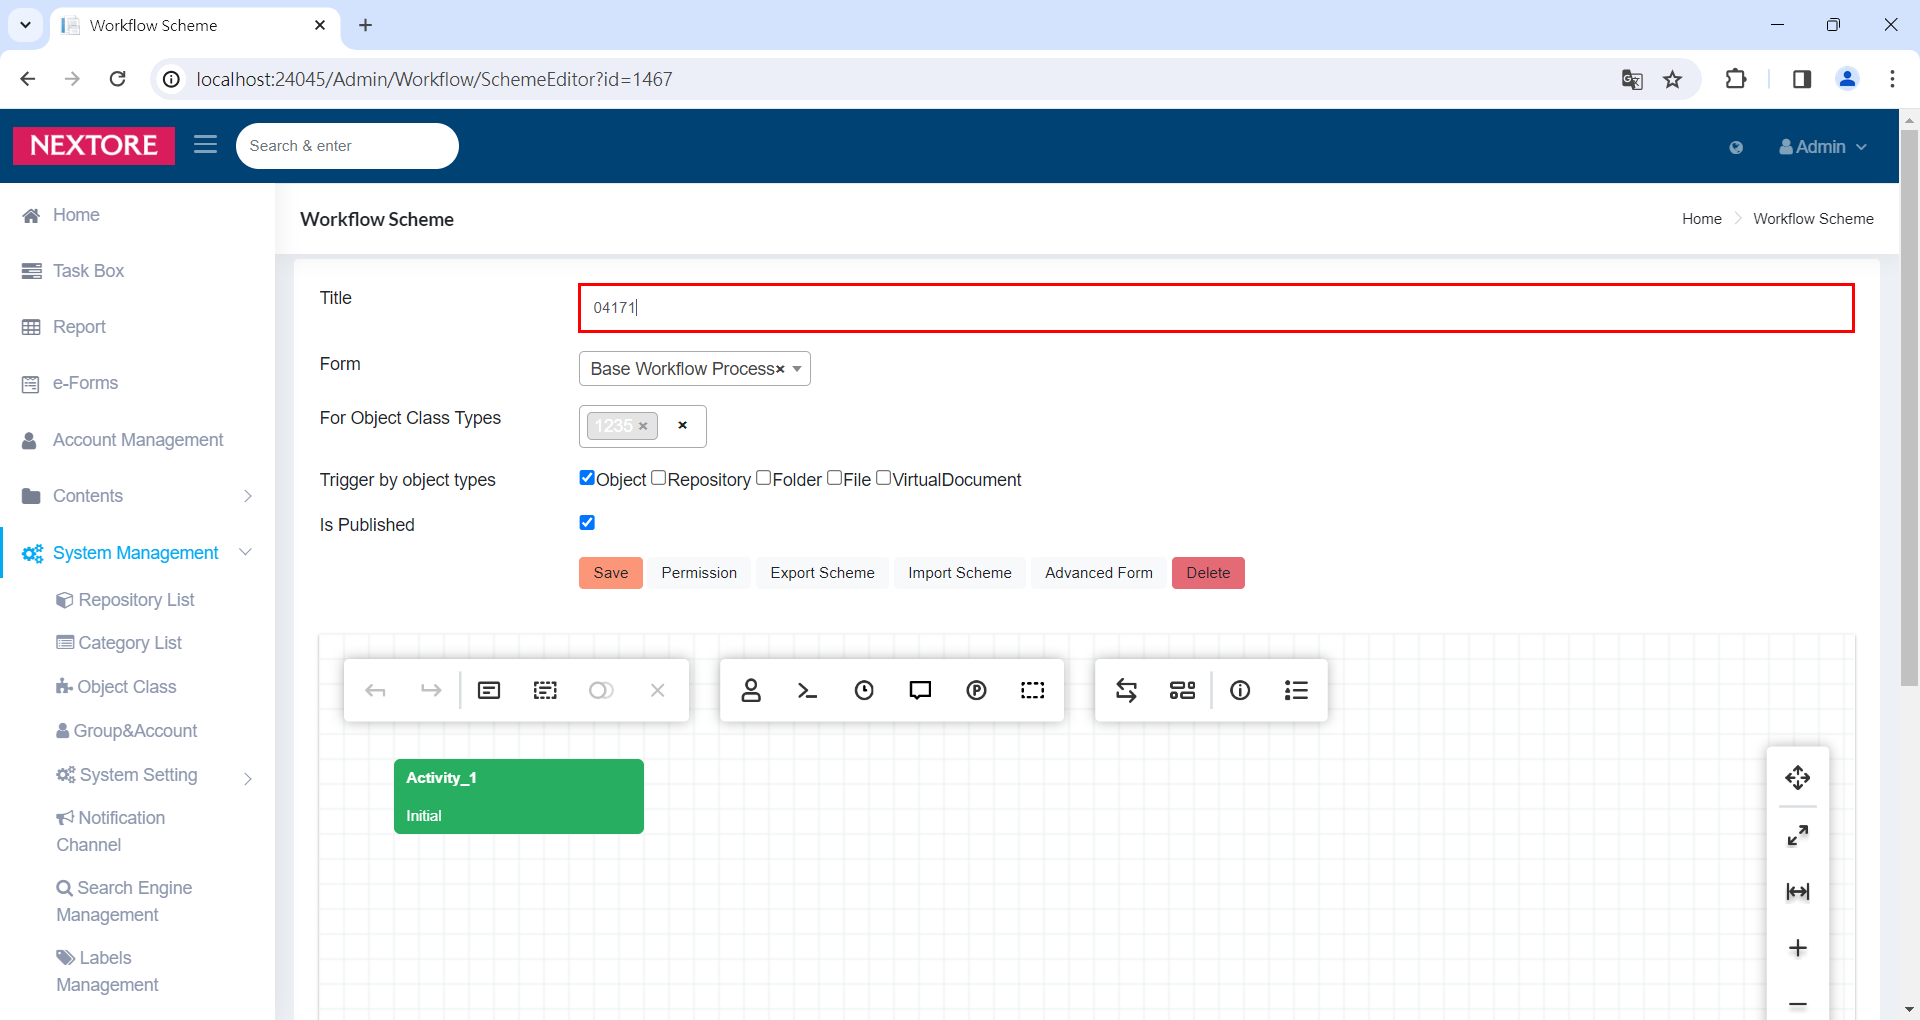 Workflow Scheme
localhost:24045/Admin/Workflow/SchemeEditor?id=1467
NEXTORE
Search & enter
Admin
Home
Task Box
Report
e-Forms
Account Management
Contents
System Management
Repository List
Category List
Object Class
Group&Account
System Setting
Notification
Channel
Search Engine
Management
Labels
Management
Workflow Scheme
Home
Workflow Scheme
Title
04171
Form
Base Workflow Process×
For Object Class Types
1235 ×
×
Trigger by object types
Object Repository Folder File VirtualDocument
Is Published
Save Permission Export Scheme Import Scheme Advanced Form Delete
Activity_1
Initial